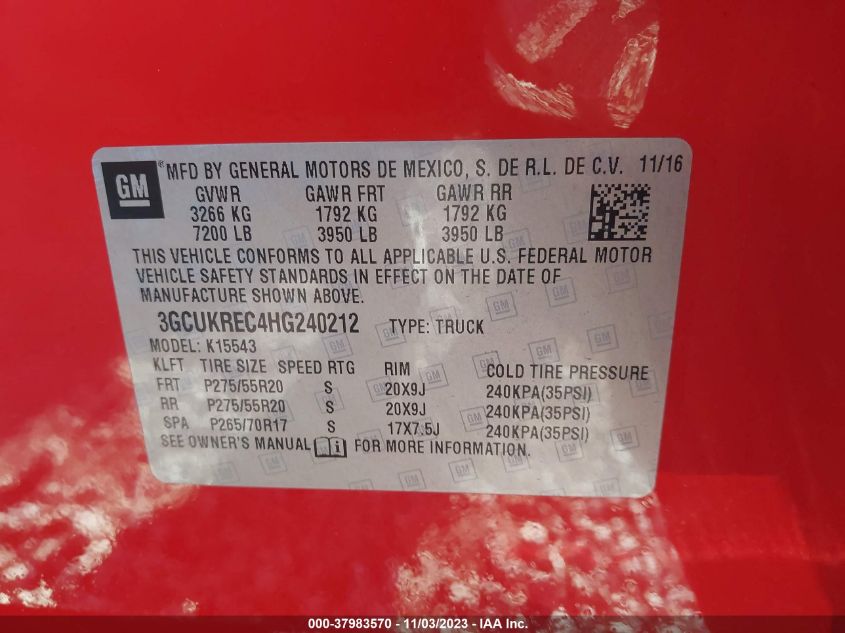 GM ® MFD BY GENERAL MOTORS DE MEXICO, S. DE R.L. DE C.V. 11/16
GVWR GAWR FRT GAWR RR
3266 KG 1792 KG 1792 KG
7200 LB 3950 LB 3950 LB
THIS VEHICLE CONFORMS TO ALL APPLICABLE U.S. FEDERAL MOTOR
VEHICLE SAFETY STANDARDS IN EFFECT ON THE DATE OF
MANUFACTURE SHOWN ABOVE.
3GCUKREC4HG240212 TYPE: TRUCK
MODEL: K15543
KLFT TIRE SIZE SPEED RTG RIM COLD TIRE PRESSURE
FRT P275/55R20 S 20X9J 240KPA(35PSI)
RR P275/55R20 S 20X9J 240KPA(35PSI)
SPA P265/70R17 S 17X7.5J 240KPA(35PSI)
SEE OWNER'S MANUAL i FOR MORE INFORMATION.
000-37983570 - 11/03/2023 - IAA Inc.